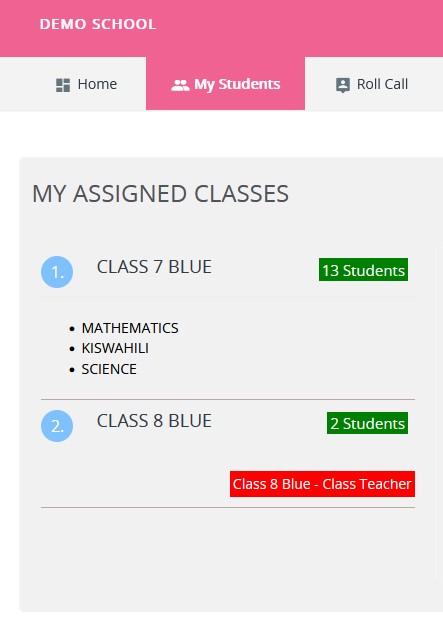 DEMO SCHOOL
Home My Students Roll Call
MY ASSIGNED CLASSES
1. CLASS 7 BLUE 13 Students
• MATHEMATICS
• KISWAHILI
• SCIENCE
2. CLASS 8 BLUE 2 Students
Class 8 Blue - Class Teacher